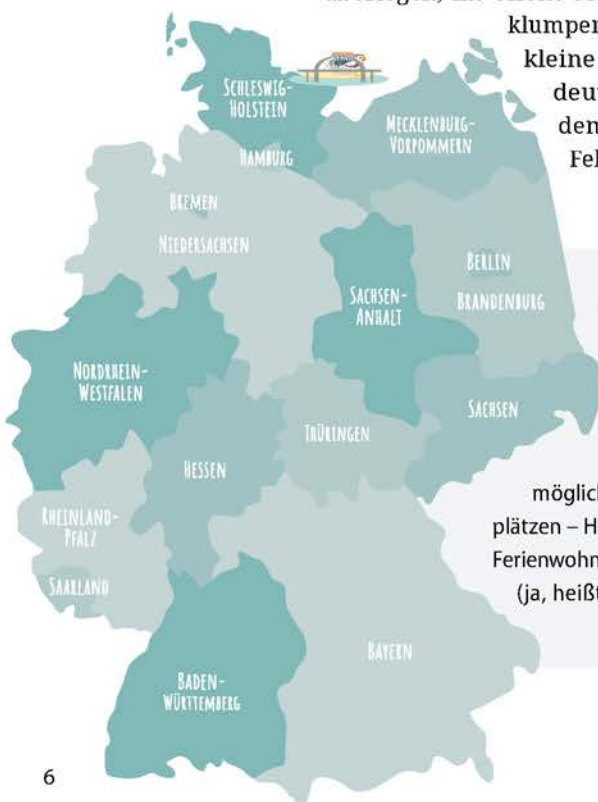 klumpen
kleine
deut
den
Fel
SCHLESWIG-
HOLSTEIN
MECKLENBURG-
VORPOMMERN
HAMBURG
BREMEN
NIEDERSACHSEN
BERLIN
BRANDENBURG
SACHSEN-
ANHALT
NORDRHEIN-
WESTFALEN
SACHSEN
THÜRINGEN
HESSEN
RHEINLAND-
PFALZ
SAARLAND
möglich
plätzen – H
Ferienwohn
(ja, heißt
BAYERN
BADEN-
WÜRTTEMBERG
6